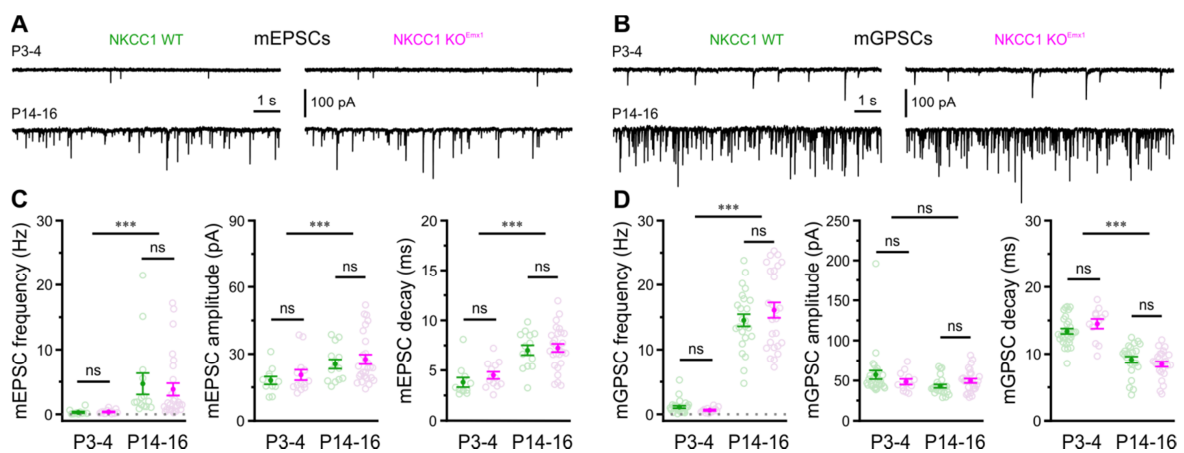 A
NKCC1 WT
mEPSCs
NKCC1 KO^Emx1
P3-4
1 s
100 pA
P14-16
B
NKCC1 WT
mGPSCs
NKCC1 KO^Emx1
P3-4
1 s
100 pA
P14-16
C
mEPSC frequency (Hz)
30
20
10
0
***
ns
ns
P3-4
P14-16
mEPSC amplitude (pA)
90
60
30
0
***
ns
ns
P3-4
P14-16
mEPSC decay (ms)
20
15
10
5
0
***
ns
ns
P3-4
P14-16
D
mGPSC frequency (Hz)
30
20
10
0
***
ns
ns
P3-4
P14-16
mGPSC amplitude (pA)
250
200
150
100
50
0
ns
ns
ns
P3-4
P14-16
mGPSC decay (ms)
30
20
10
0
***
ns
ns
P3-4
P14-16